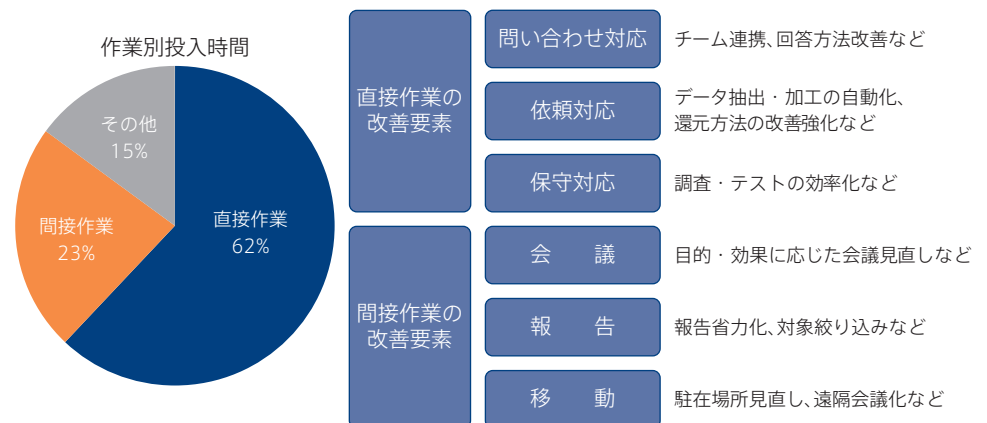 作業別投入時間
その他
15%
間接作業
23%
直接作業
62%
直接作業の
改善要素
問い合わせ対応
チーム連携、回答方法改善など
依頼対応
データ抽出・加工の自動化、
還元方法の改善強化など
保守対応
調査・テストの効率化など
間接作業の
改善要素
会　　議
目的・効果に応じた会議見直しなど
報　　告
報告省力化、対象絞り込みなど
移　　動
駐在場所見直し、遠隔会議化など